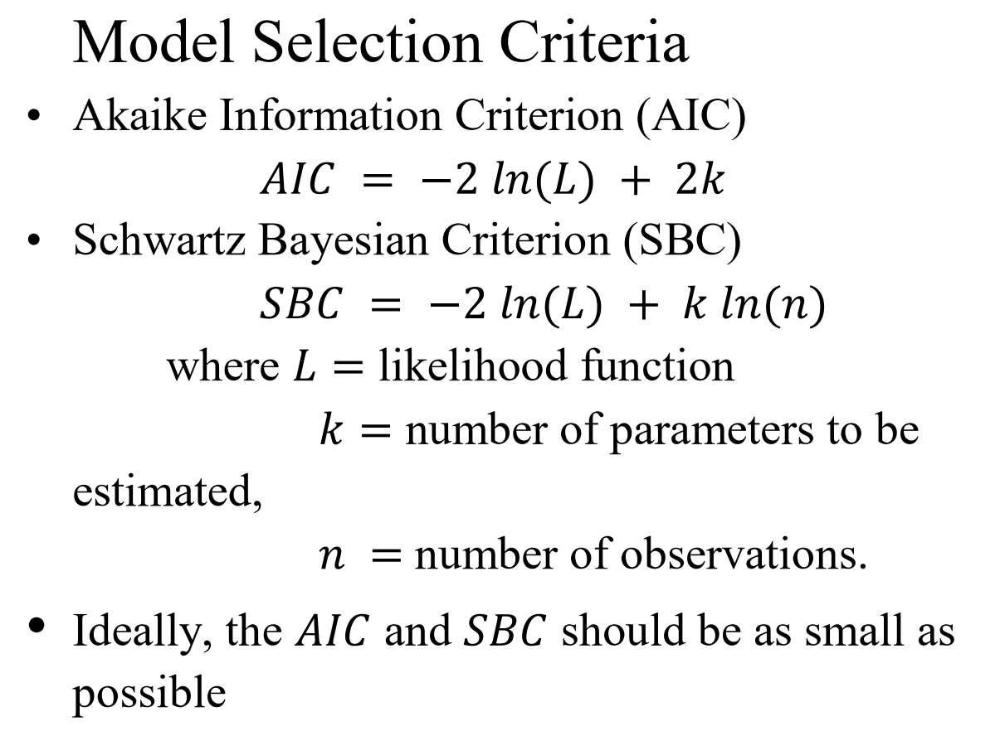 Model Selection Criteria
• Akaike Information Criterion (AIC)
AIC = −2 ln(L) + 2k
• Schwartz Bayesian Criterion (SBC)
SBC = −2 ln(L) + k ln(n)
where L = likelihood function
k = number of parameters to be
estimated,
n = number of observations.
• Ideally, the AIC and SBC should be as small as
possible